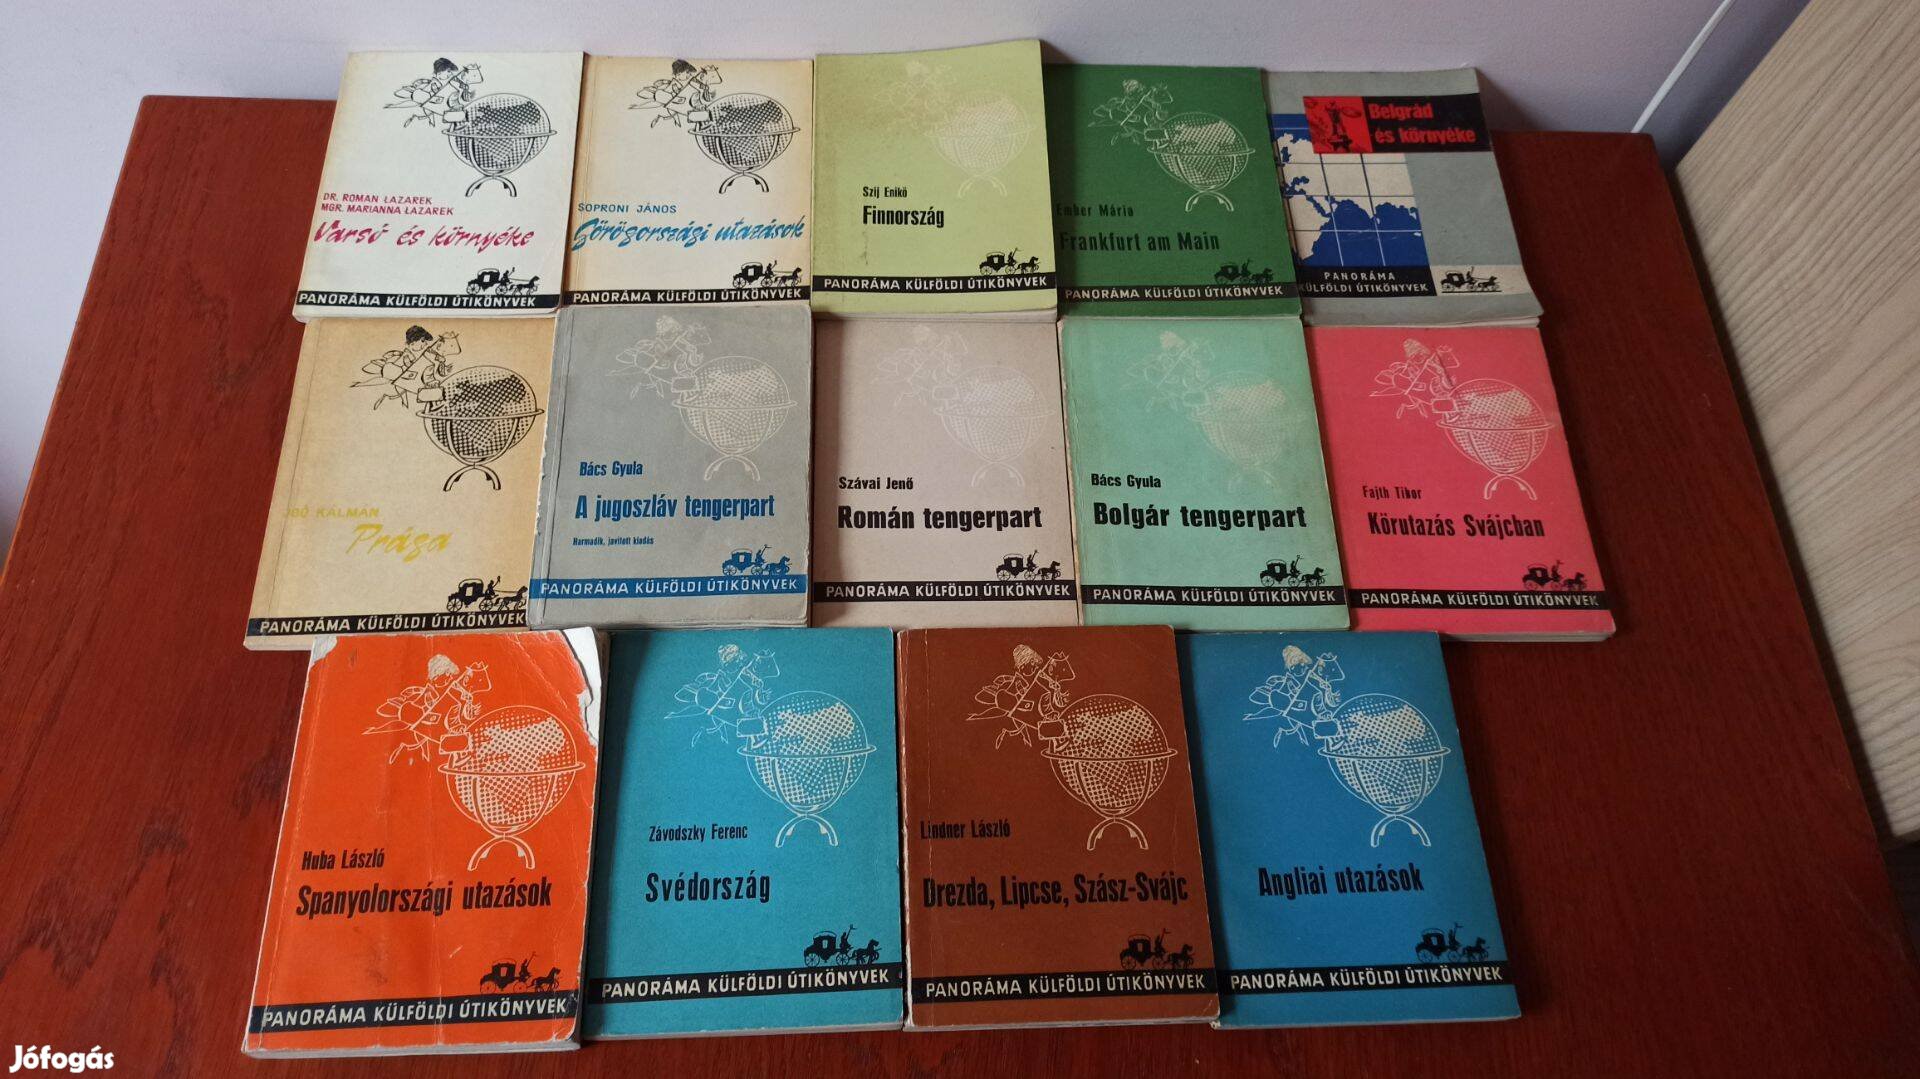 DR. ROMAN ŁAZAREK
MGR. MARIANNA ŁAZAREK
Varsó és környéke
PANORÁMA KÜLFÖLDI ÚTIKÖNYVEK
SOPRONI JÁNOS
Görögországi utazások
PANORÁMA KÜLFÖLDI ÚTIKÖNYVEK
Szij Enikő
Finnország
PANORÁMA KÜLFÖLDI ÚTIKÖNYVEK
Ember Mária
Frankfurt am Main
PANORÁMA KÜLFÖLDI ÚTIKÖNYVEK
Belgrád
és környéke
PANORÁMA
KÜLFÖLDI ÚTIKÖNYVEK
KÁLMÁN
Prága
PANORÁMA KÜLFÖLDI ÚTIKÖNYVEK
Bács Gyula
A jugoszláv tengerpart
Harmadik, javított kiadás
PANORÁMA KÜLFÖLDI ÚTIKÖNYVEK
Szávai Jenő
Román tengerpart
PANORÁMA KÜLFÖLDI ÚTIKÖNYVEK
Bács Gyula
Bolgár tengerpart
PANORÁMA KÜLFÖLDI ÚTIKÖNYVEK
Fajth Tibor
Körutazás Svájcban
PANORÁMA KÜLFÖLDI ÚTIKÖNYVEK
Huba László
Spanyolországi utazások
PANORÁMA KÜLFÖLDI ÚTIKÖNYVEK
Závodszky Ferenc
Svédország
PANORÁMA KÜLFÖLDI ÚTIKÖNYVEK
Lindner László
Drezda, Lipcse, Szász-Svájc
PANORÁMA KÜLFÖLDI ÚTIKÖNYVEK
Angliai utazások
PANORÁMA KÜLFÖLDI ÚTIKÖNYVEK
Jófogás